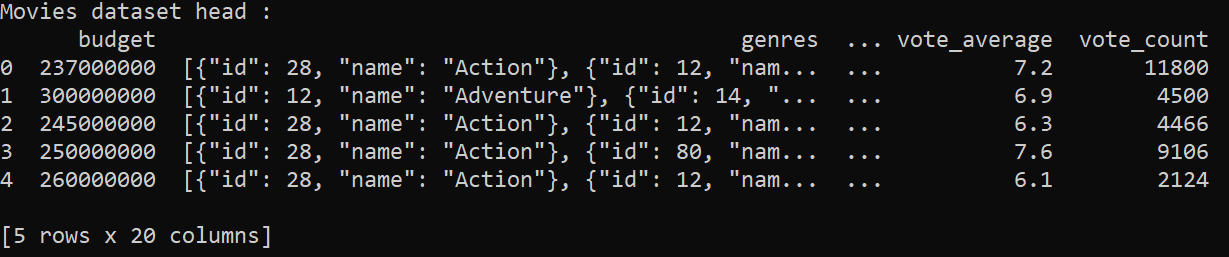 Movies dataset head :
budget genres ... vote_average vote_count
0 237000000 [{"id": 28, "name": "Action"}, {"id": 12, "nam... ... 7.2 11800
1 300000000 [{"id": 12, "name": "Adventure"}, {"id": 14, "... ... 6.9 4500
2 245000000 [{"id": 28, "name": "Action"}, {"id": 12, "nam... ... 6.3 4466
3 250000000 [{"id": 28, "name": "Action"}, {"id": 80, "nam... ... 7.6 9106
4 260000000 [{"id": 28, "name": "Action"}, {"id": 12, "nam... ... 6.1 2124
[5 rows x 20 columns]